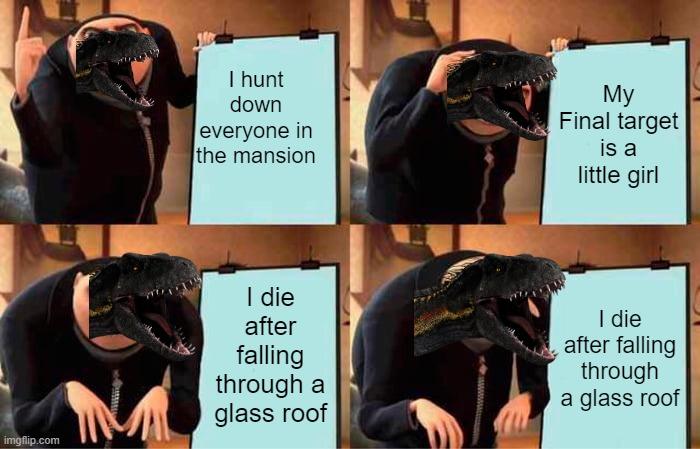 I hunt
down
everyone in
the mansion
My
Final target
is a
little girl
I die
after
falling
through a
glass roof
I die
after falling
through
a glass roof
imgflip.com